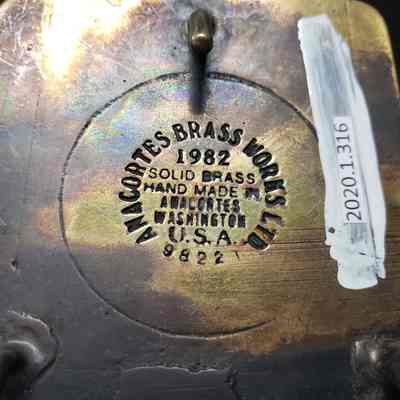 ANACORTES BRASS WORKS LTD.
1982
SOLID BRASS
HAND MADE IN
ANACORTES
WASHINGTON
U.S.A.
9822
2020.1.316